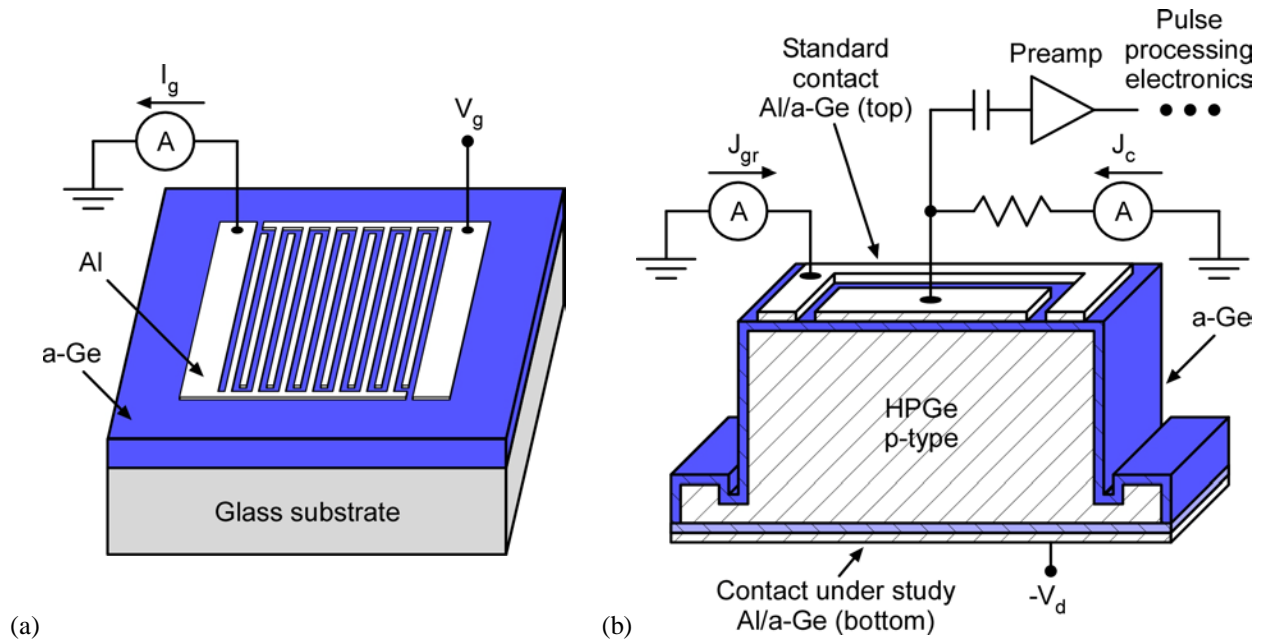 I_g
A
V_g
Al
a-Ge
Glass substrate
(a)
Standard
contact
Al/a-Ge (top)
Preamp
Pulse
processing
electronics
J_gr
A
J_c
A
a-Ge
HPGe
p-type
Contact under study
Al/a-Ge (bottom)
-V_d
(b)